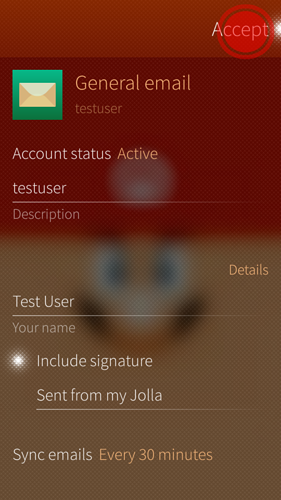 Accept
General email
testuser
Account status Active
testuser
Description
Details
Test User
Your name
Include signature
Sent from my Jolla
Sync emails Every 30 minutes